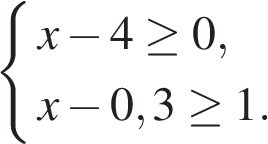 x − 4 ≥ 0,
x − 0,3 ≥ 1.